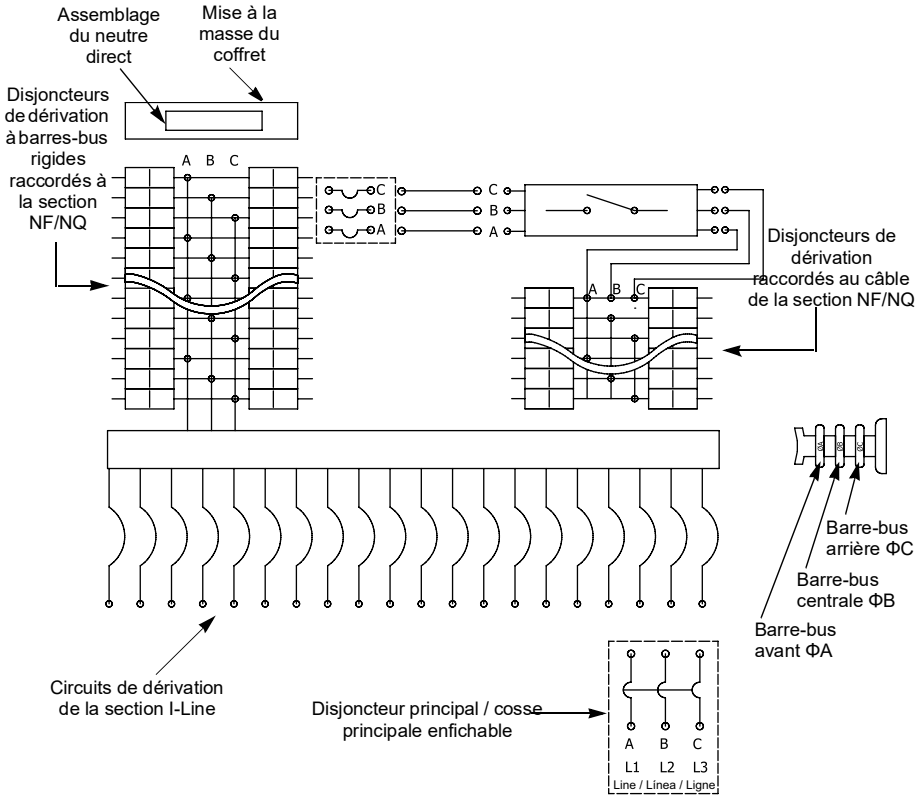 Assemblage
du neutre
direct
Mise à la
masse du
coffret
Disjoncteurs
de dérivation
à barres-bus
rigides
raccordés à
la section
NF/NQ
A B C
C
B
A
C
B
A
Disjoncteurs de
dérivation
raccordés au câble
de la section NF/NQ
A B C
ΦA ΦB ΦC
Barre-bus
arrière ΦC
Barre-bus
centrale ΦB
Barre-bus
avant ΦA
Circuits de dérivation
de la section I-Line
Disjoncteur principal / cosse
principale enfichable
A B C
L1 L2 L3
Line / Línea / Ligne